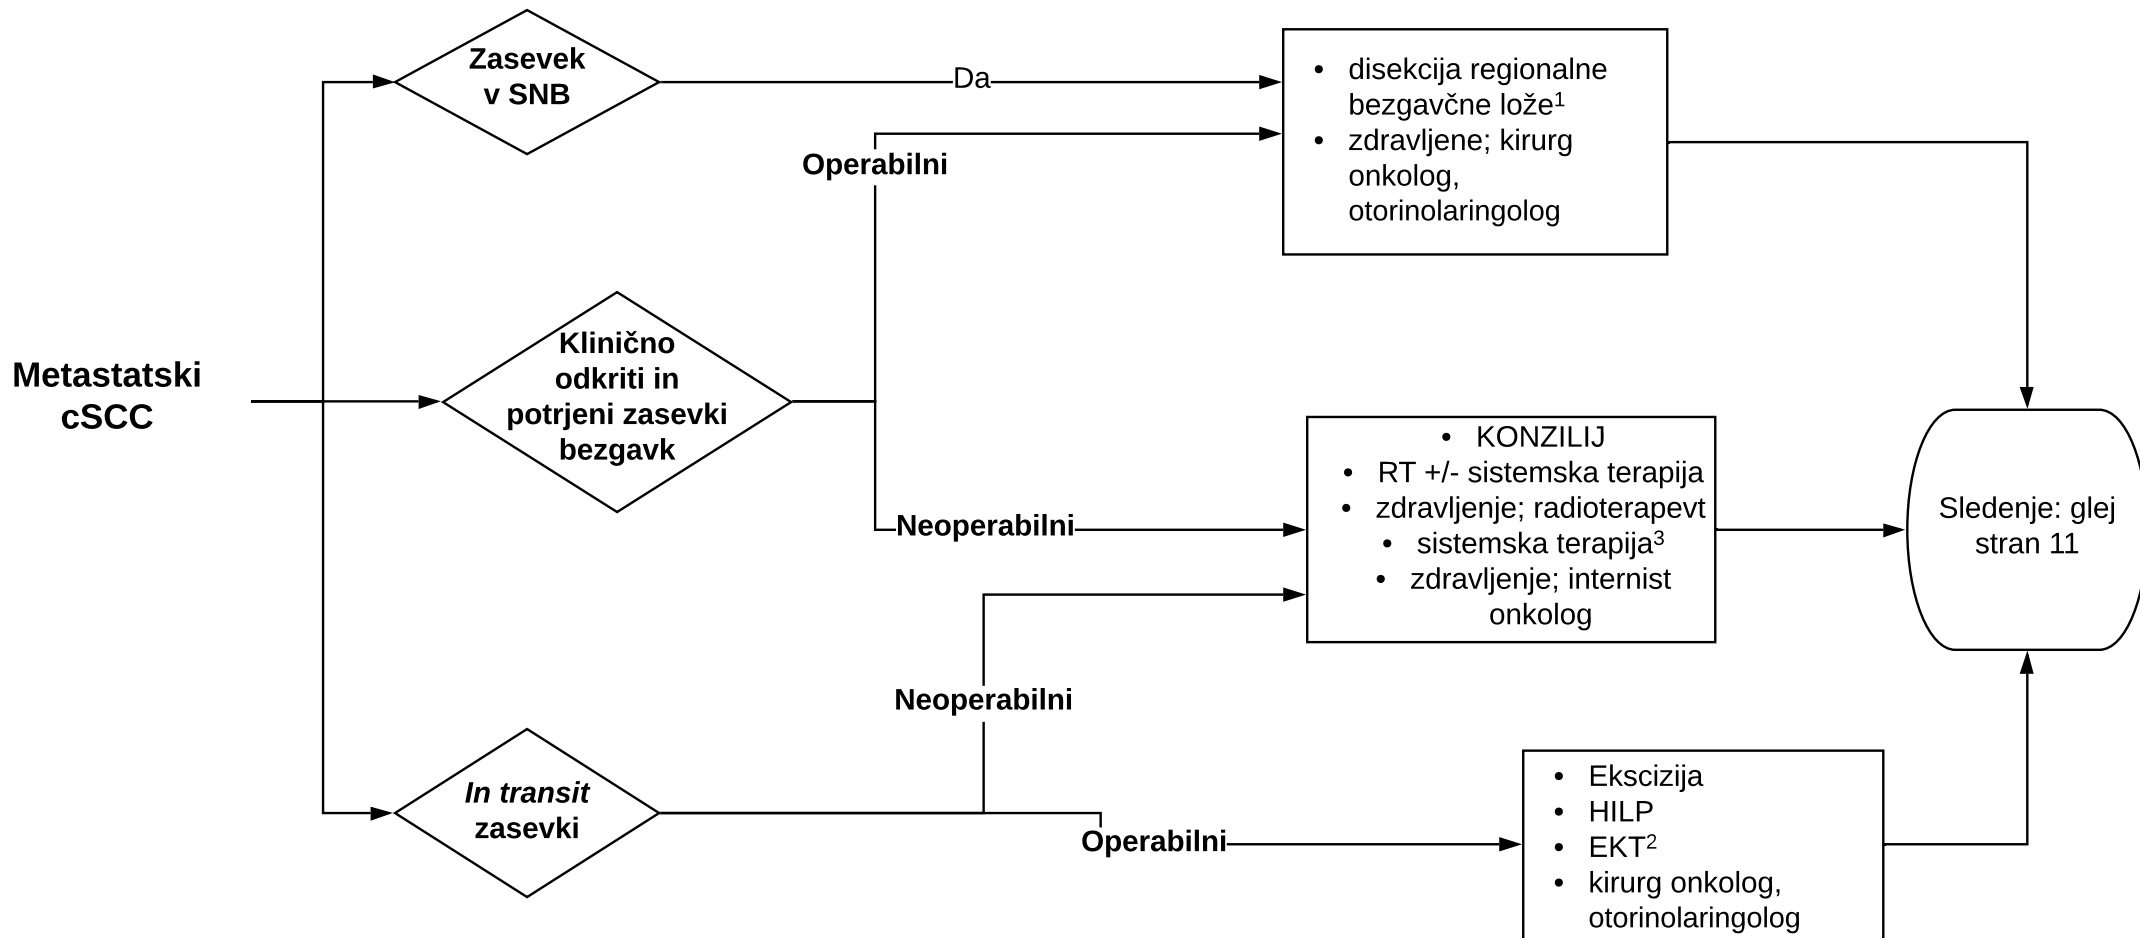 Metastatski
cSCC
Zasevek
v SNB
Da
Klinično
odkriti in
potrjeni zasevki
bezgavk
Operabilni
Neoperabilni
In transit
zasevki
Neoperabilni
Operabilni
• disekcija regionalne
bezgavčne lože¹
• zdravljene; kirurg
onkolog,
otorinolaringolog
• KONZILIJ
• RT +/- sistemska terapija
• zdravljenje; radioterapevt
• sistemska terapija³
• zdravljenje; internist
onkolog
• Ekscizija
• HILP
• EKT²
• kirurg onkolog,
otorinolaringolog
Sledenje: glej
stran 11